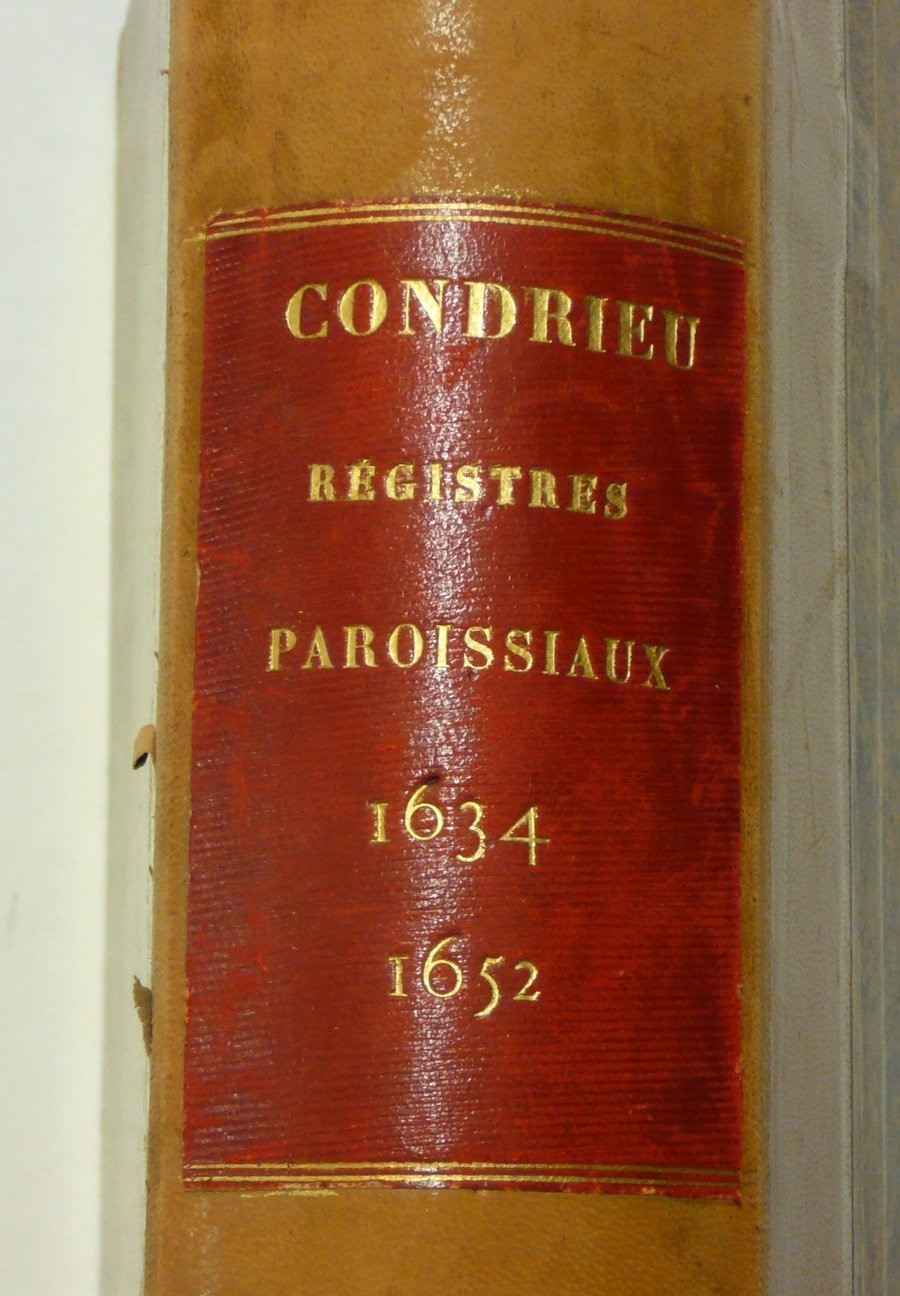 CONDRIEU
RÉGISTRES
PAROISSIAUX
1634
1652